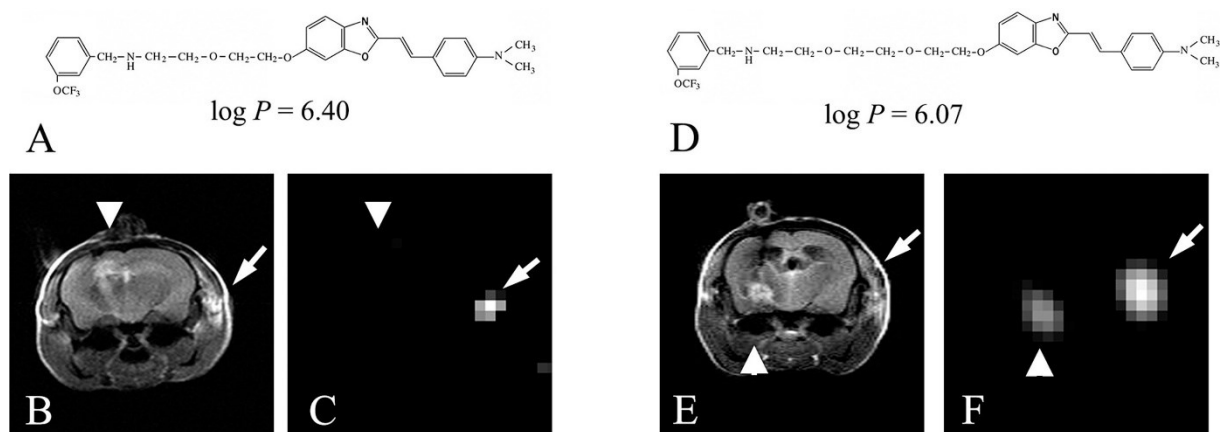 N
O
CH₂–N–CH₂–CH₂–O–CH₂–CH₂–O
H
OCF₃
N
CH₃
CH₃
log P = 6.40
A
N
O
CH₂–N–CH₂–CH₂–O–CH₂–CH₂–O–CH₂–CH₂–O
H
OCF₃
N
CH₃
CH₃
log P = 6.07
D
B
C
E
F